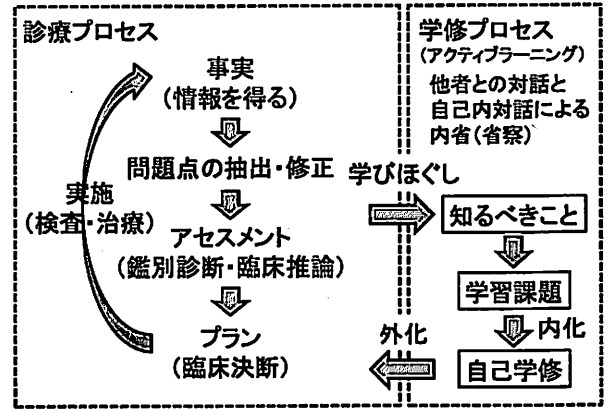 診療プロセス
事実
(情報を得る)
問題点の抽出・修正
アセスメント
(鑑別診断・臨床推論)
プラン
(臨床決断)
実施
(検査・治療)
学びほぐし
外化
学修プロセス
(アクティブラーニング)
他者との対話と
自己内対話による
内省(省察)
知るべきこと
学習課題
内化
自己学修